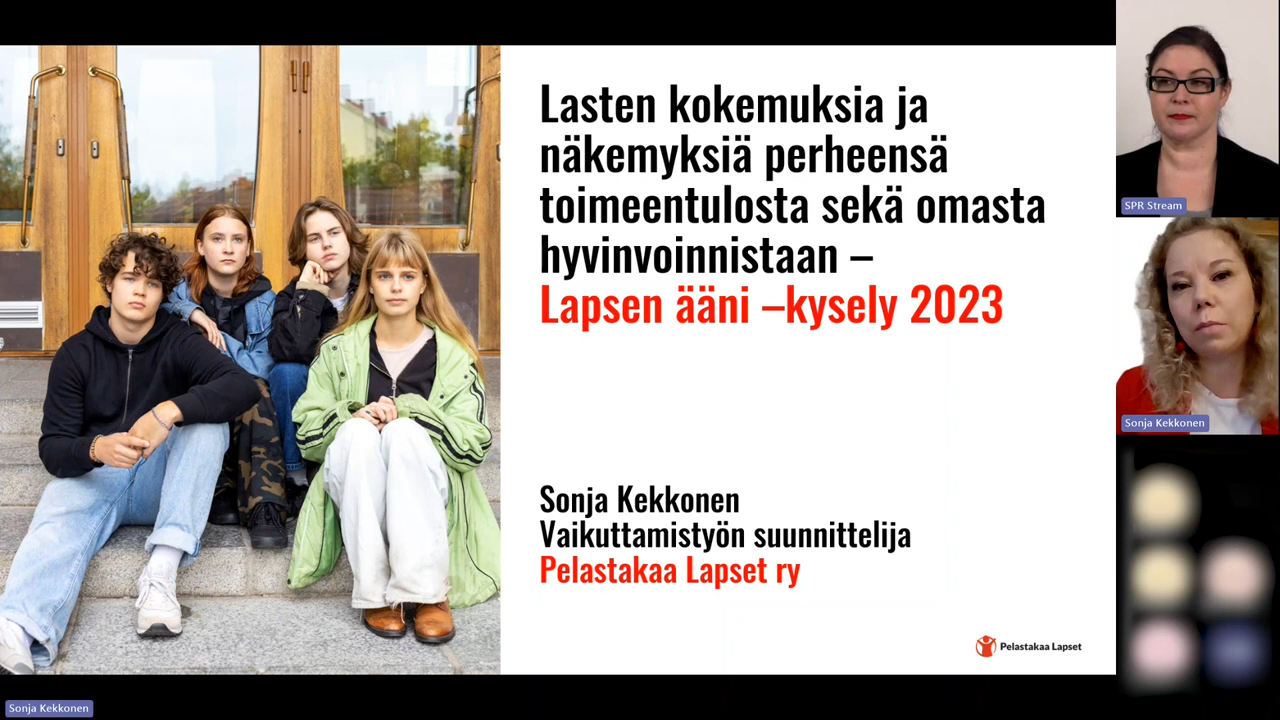 Lasten kokemuksia ja
näkemyksiä perheensä
toimeentulosta sekä omasta
hyvinvoinnistaan –
Lapsen ääni –kysely 2023
Sonja Kekkonen
Vaikuttamistyön suunnittelija
Pelastakaa Lapset ry
Pelastakaa Lapset
SPR Stream
Sonja Kekkonen
Sonja Kekkonen